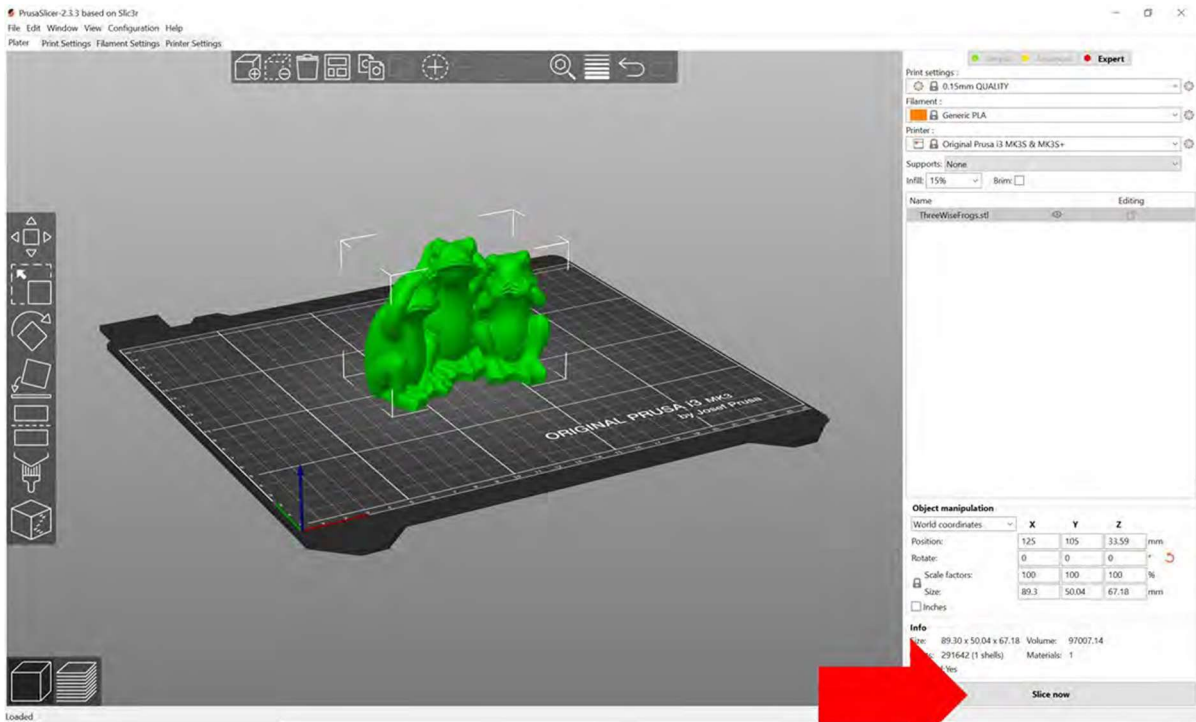 PrusaSlicer-2.3.3 based on Slic3r
File Edit Window View Configuration Help
Plater Print Settings Filament Settings Printer Settings
Expert
Print settings :
0.15mm QUALITY
Filament :
Generic PLA
Printer :
Original Prusa i3 MK3S & MK3S+
Supports: None
Infill: 15% Brim:
Name Editing
ThreeWiseFrogs.stl
ORIGINAL PRUSA i3 MK3
by Josef Prusa
Object manipulation
World coordinates X Y Z
Position: 125 105 33.59 mm
Rotate: 0 0 0 °
Scale factors: 100 100 100 %
Size: 89.3 50.04 67.18 mm
Inches
Info
Size: 89.30 x 50.04 x 67.18 Volume: 97007.14
291642 (1 shells) Materials: 1
Yes
Slice now
Loaded